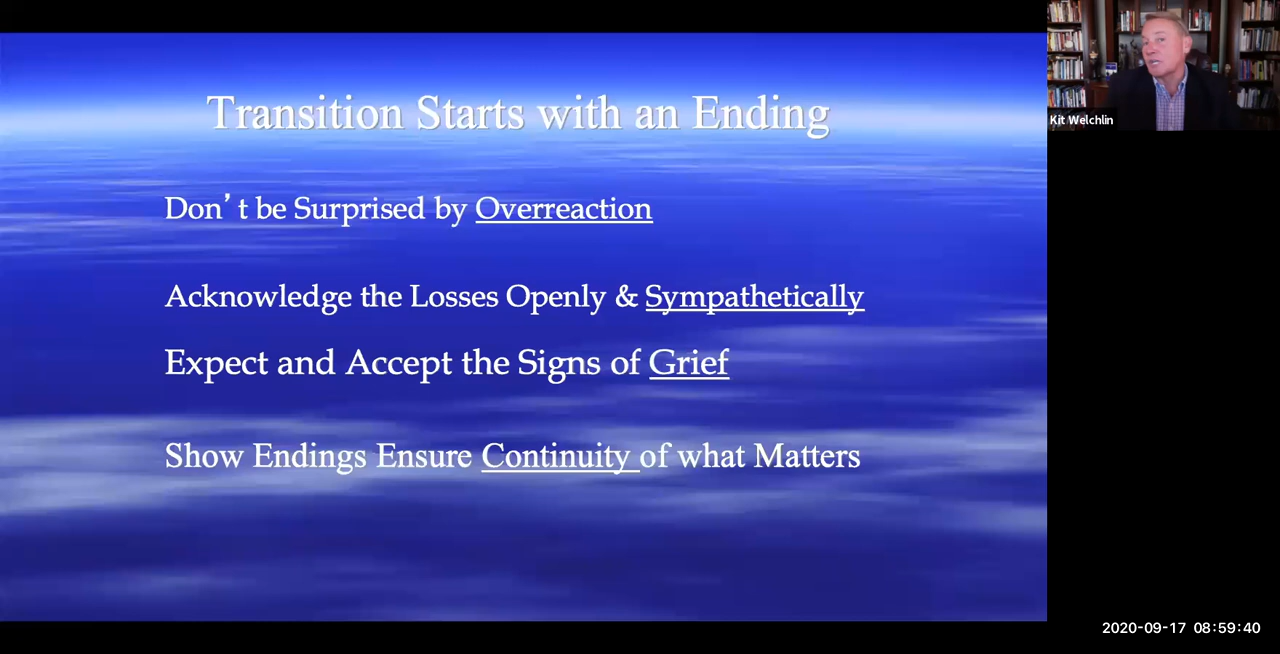 Transition Starts with an Ending
Don’t be Surprised by Overreaction
Acknowledge the Losses Openly & Sympathetically
Expect and Accept the Signs of Grief
Show Endings Ensure Continuity of what Matters
Kit Welchlin
2020-09-17 08:59:40